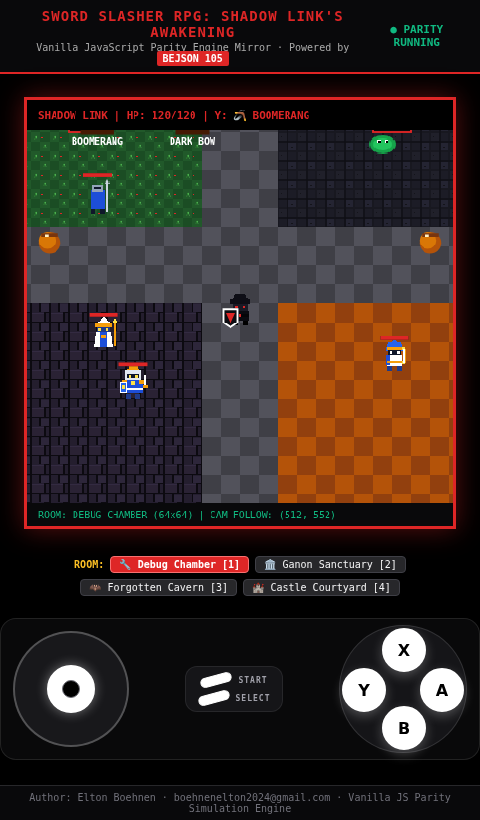 SWORD SLASHER RPG: SHADOW LINK'S
AWAKENING
Vanilla JavaScript Parity Engine Mirror · Powered by
BEJSON 105
● PARITY
RUNNING
SHADOW LINK | HP: 120/120 | Y: 🪃 BOOMERANG
BOOMERANG DARK BOW
ROOM: DEBUG CHAMBER (64x64) | CAM FOLLOW: (512, 552)
ROOM: 🔧 Debug Chamber [1] 🏛️ Ganon Sanctuary [2]
🦇 Forgotten Cavern [3] 🏰 Castle Courtyard [4]
START
SELECT
X
Y
A
B
Author: Elton Boehnen · boehnenelton2024@gmail.com · Vanilla JS Parity
Simulation Engine